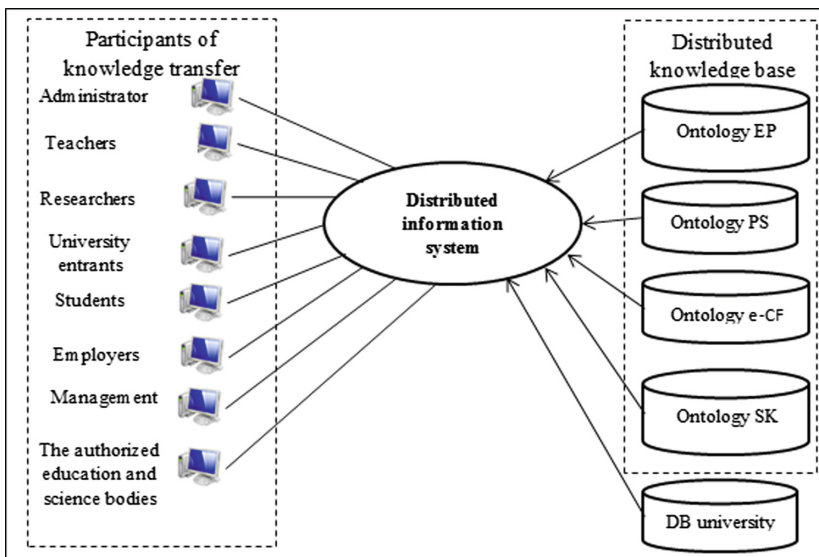 Participants of
knowledge transfer
Administrator
Teachers
Researchers
University
entrants
Students
Employers
Management
The authorized
education and
science bodies
Distributed
information
system
Distributed
knowledge base
Ontology EP
Ontology PS
Ontology e-CF
Ontology SK
DB university